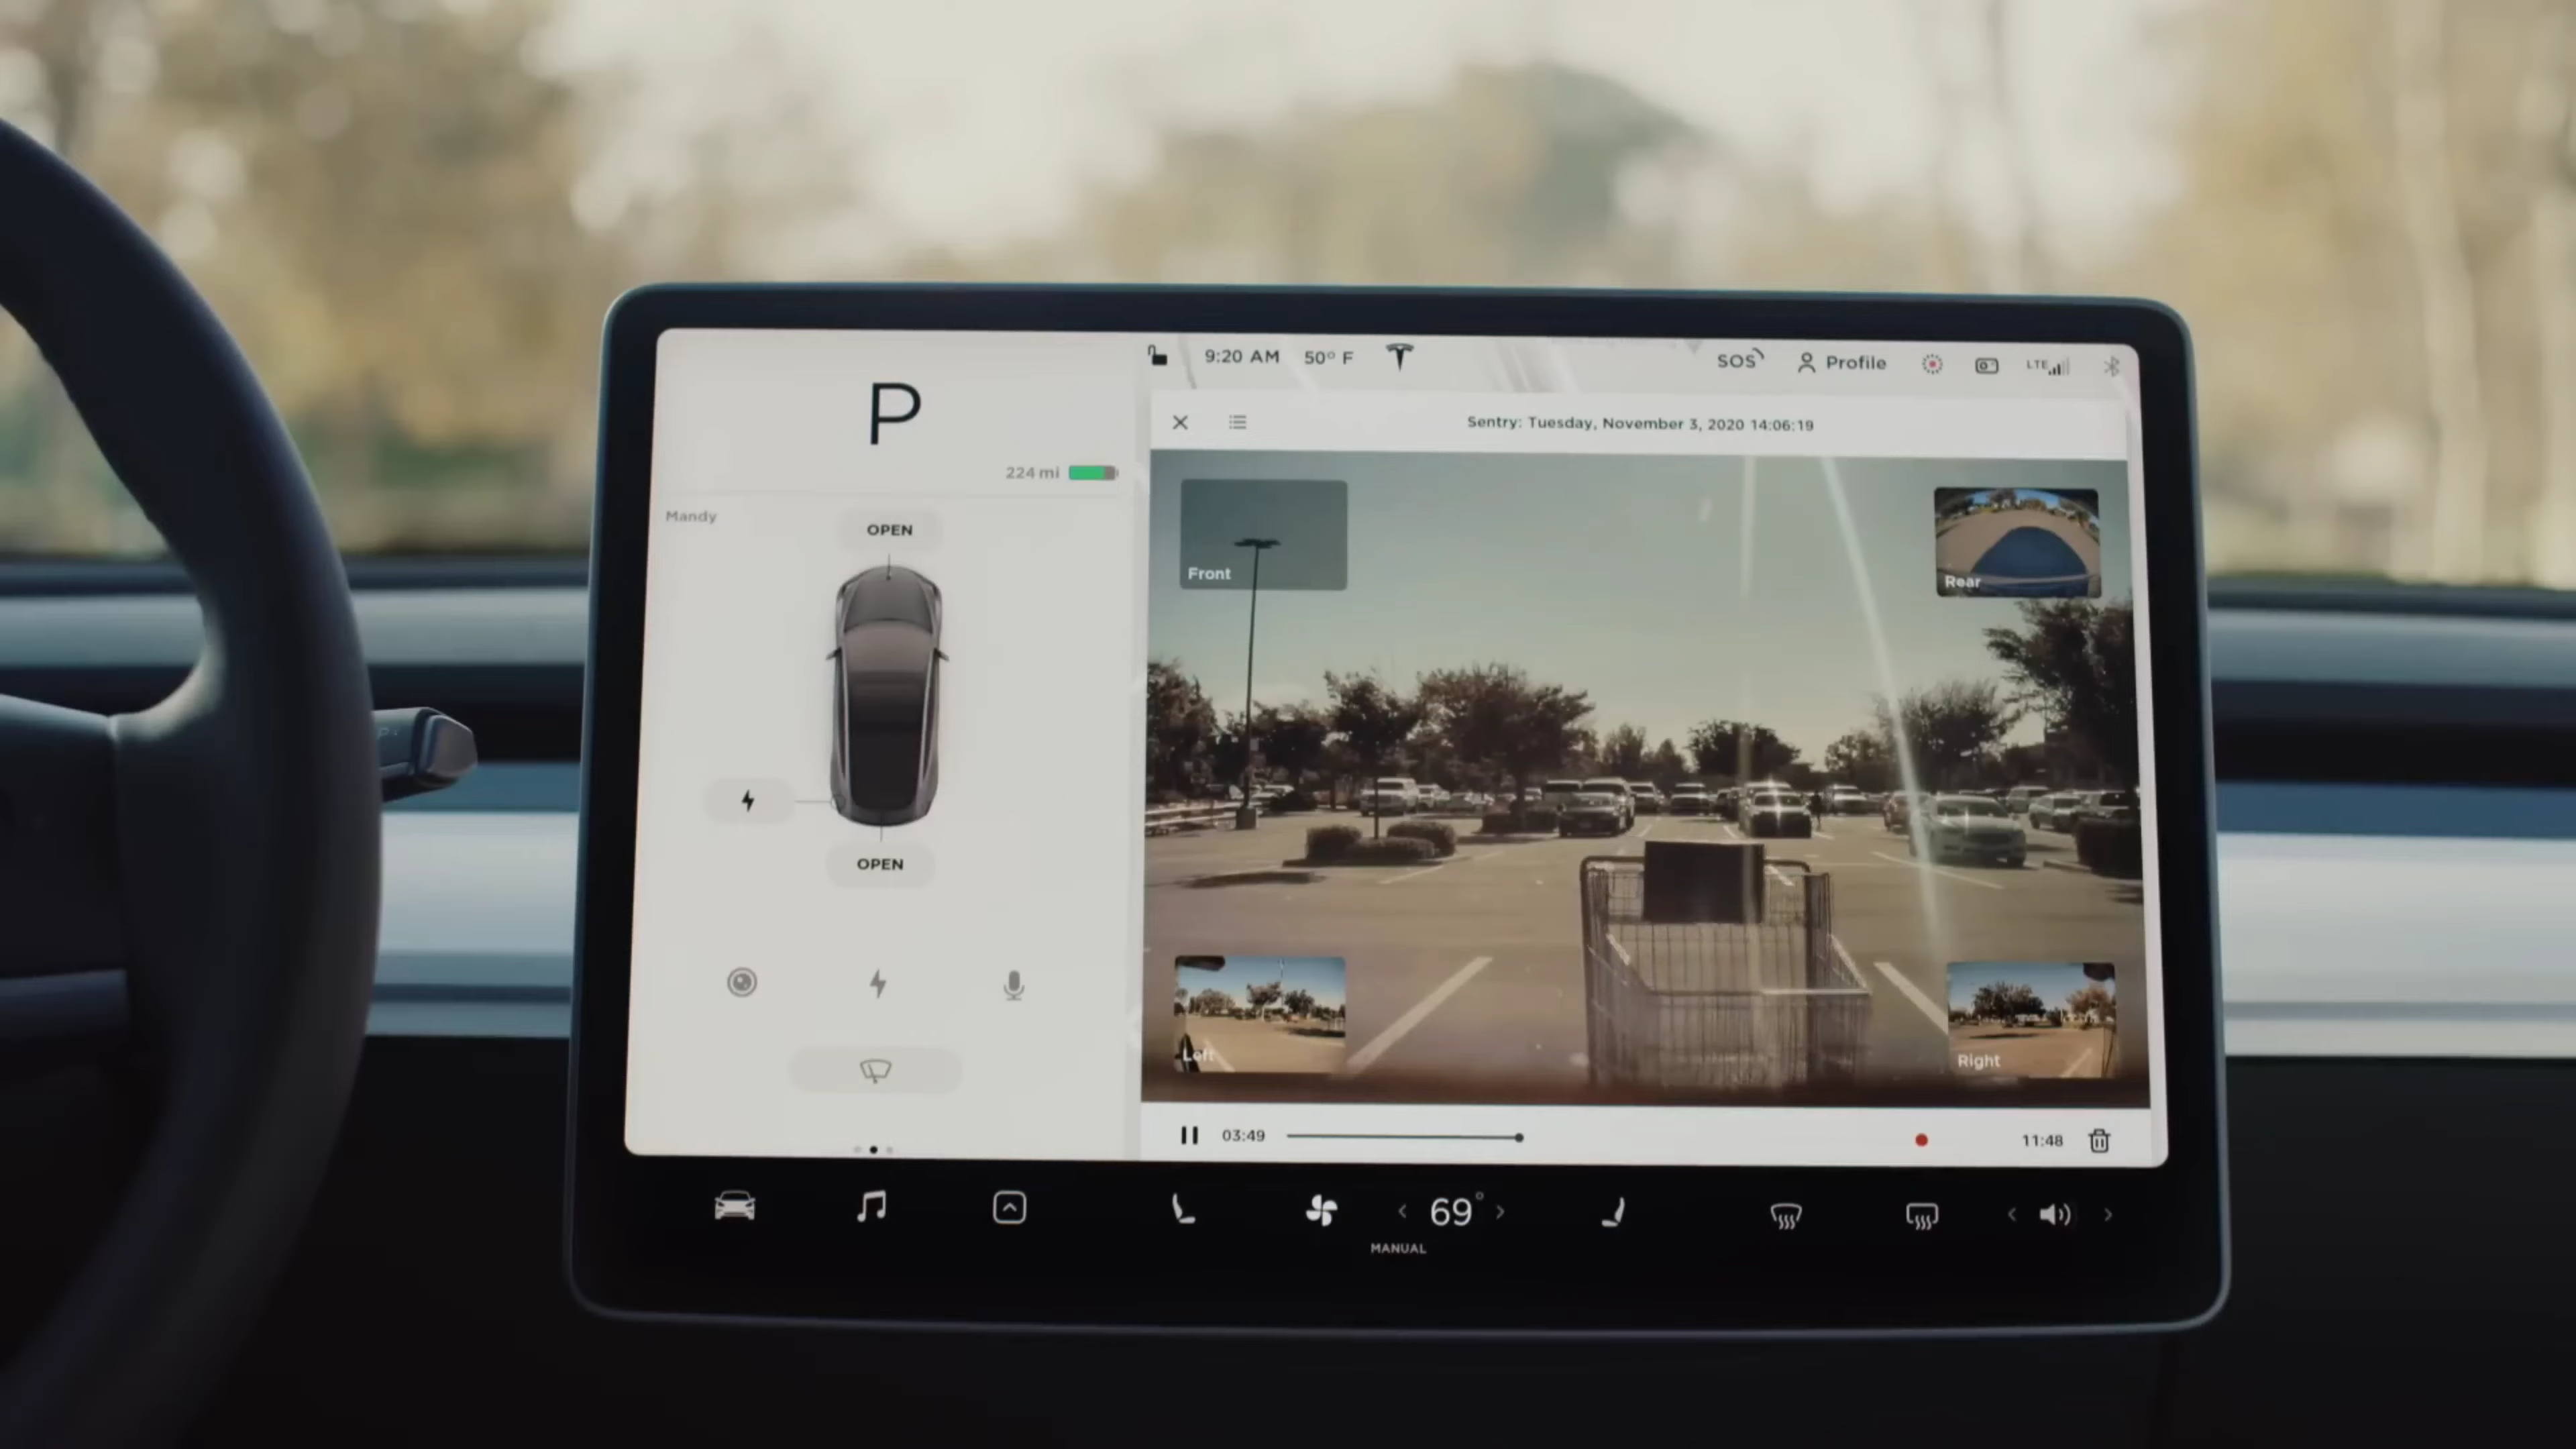 P
224 mi
Mandy
OPEN
OPEN
9:20 AM 50° F
SOS Profile LTE
Sentry: Tuesday, November 3, 2020 14:06:19
Front
Rear
Left
Right
03:49
11:48
69°
MANUAL